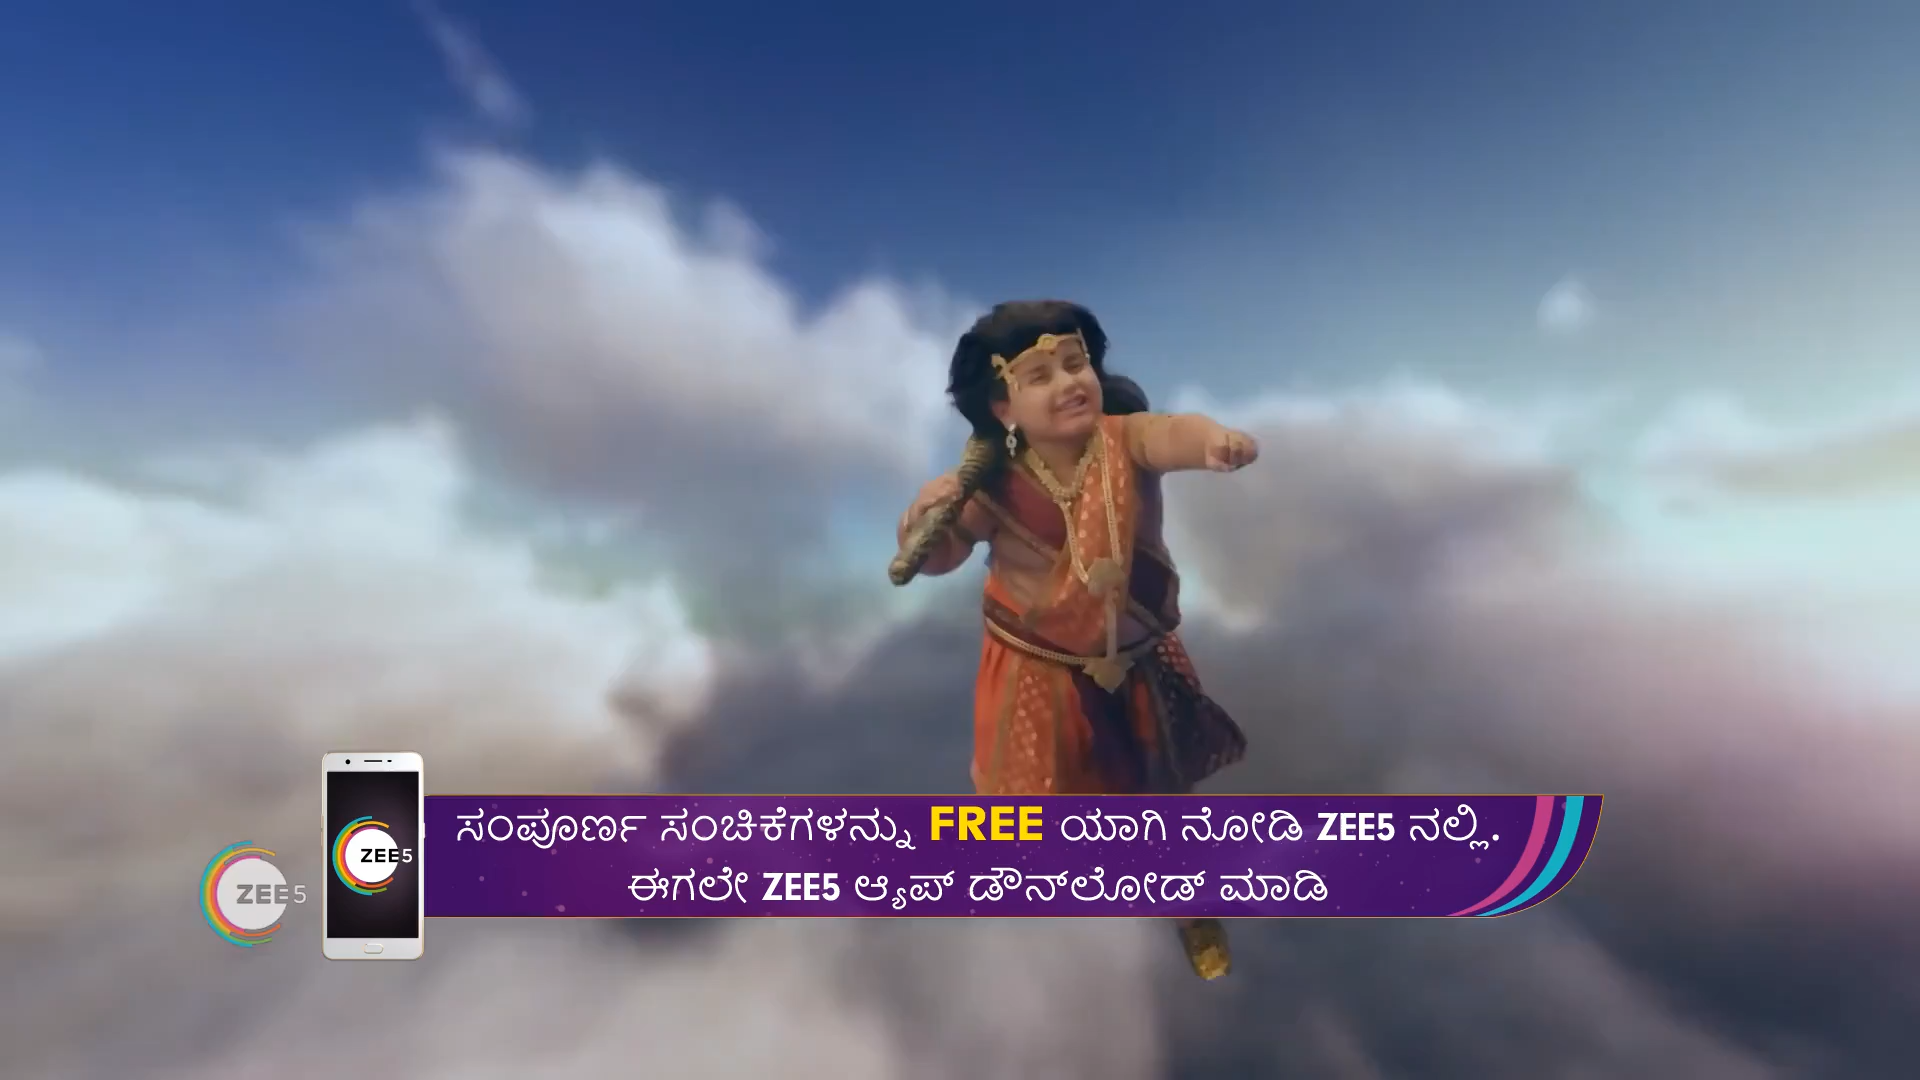 ಸಂಪೂರ್ಣ ಸಂಚಿಕೆಗಳನ್ನು FREE ಯಾಗಿ ನೋಡಿ ZEE5 ನಲ್ಲಿ.
ಈಗಲೇ ZEE5 ಆ್ಯಪ್ ಡೌನ್‌ಲೋಡ್ ಮಾಡಿ
ZEE5
ZEE5